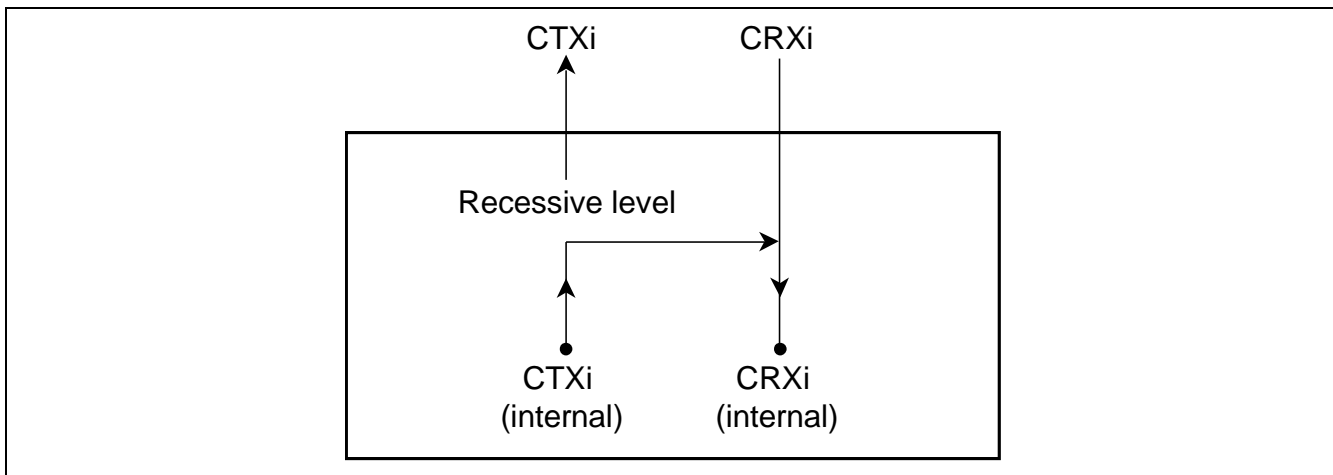 CTXi
CRXi
Recessive level
CTXi
(internal)
CRXi
(internal)